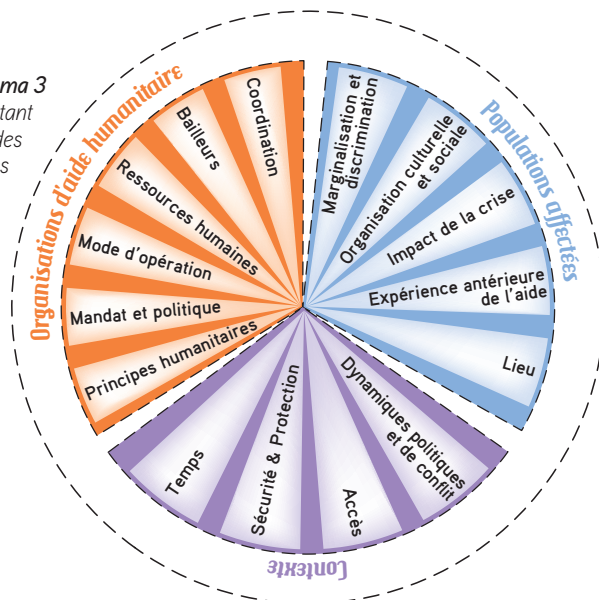 ma 3
tant
des
s
Organisations d'aide humanitaire
Coordination
Bailleurs
Ressources humaines
Mode d'opération
Mandat et politique
Principes humanitaires
Populations affectées
Marginalisation et
discrimination
Organisation culturelle
et sociale
Impact de la crise
Expérience antérieure
de l'aide
Lieu
Contexte
Dynamiques politiques
et de conflit
Accès
Sécurité & Protection
Temps